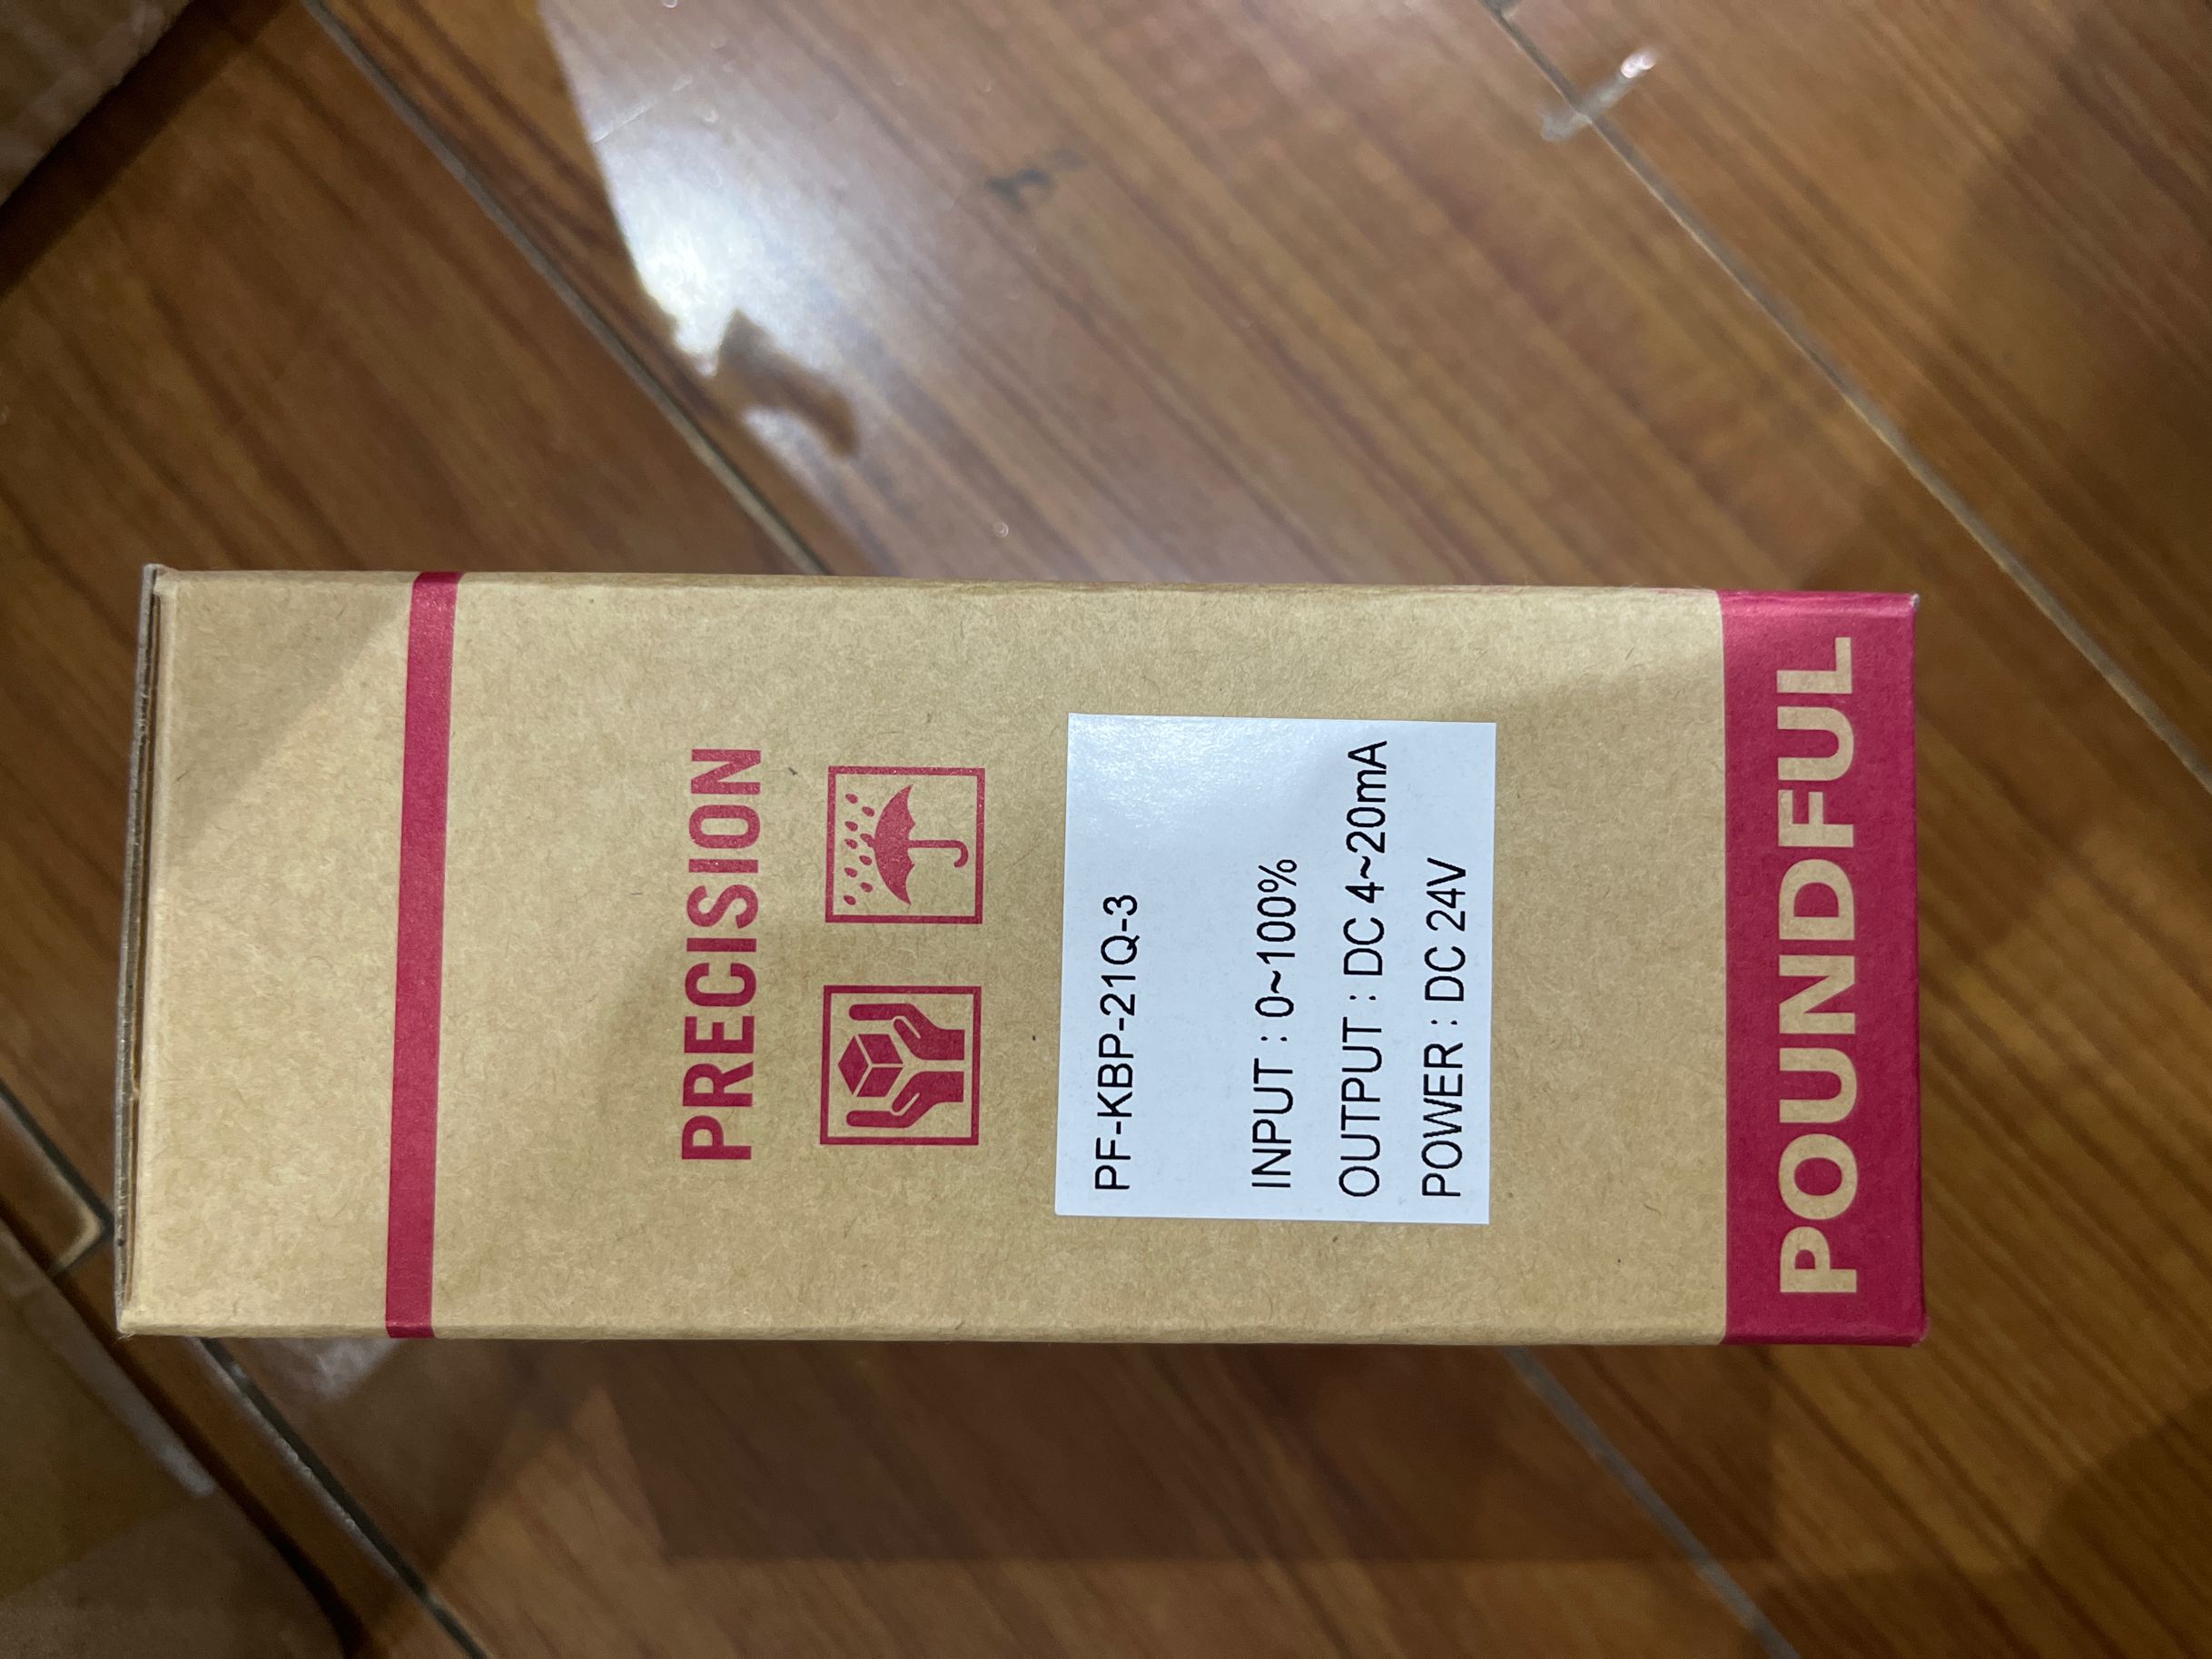 PRECISION
PF-KBP-21Q-3
INPUT : 0~100%
OUTPUT : DC 4~20mA
POWER : DC 24V
POUNDFUL